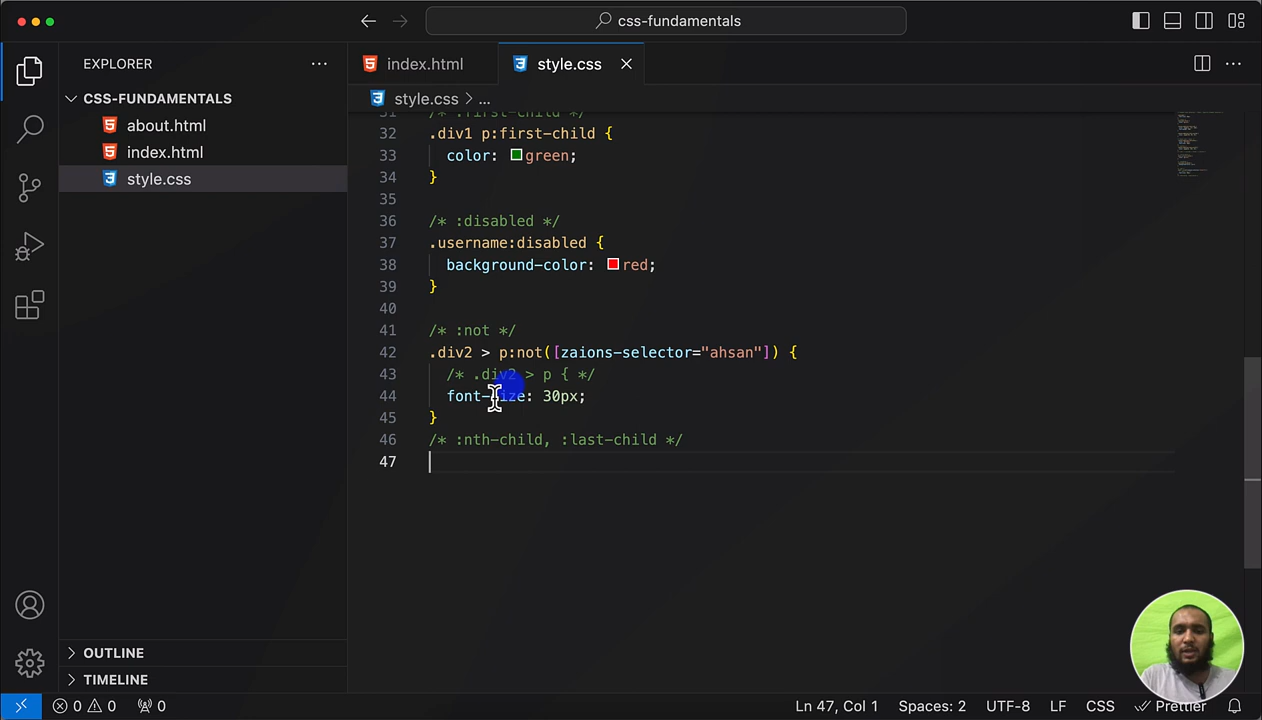 css-fundamentals
EXPLORER
index.html
style.css
CSS-FUNDAMENTALS
style.css > ...
about.html
index.html
style.css
31 /* :first-child */
32 .div1 p:first-child {
33 color: green;
34 }
35
36 /* :disabled */
37 .username:disabled {
38 background-color: red;
39 }
40
41 /* :not */
42 .div2 > p:not([zaions-selector="ahsan"]) {
43 /* .div2 > p { */
44 font-size: 30px;
45 }
46 /* :nth-child, :last-child */
47
OUTLINE
TIMELINE
0 0 0
Ln 47, Col 1
Spaces: 2
UTF-8
LF
CSS
Prettier